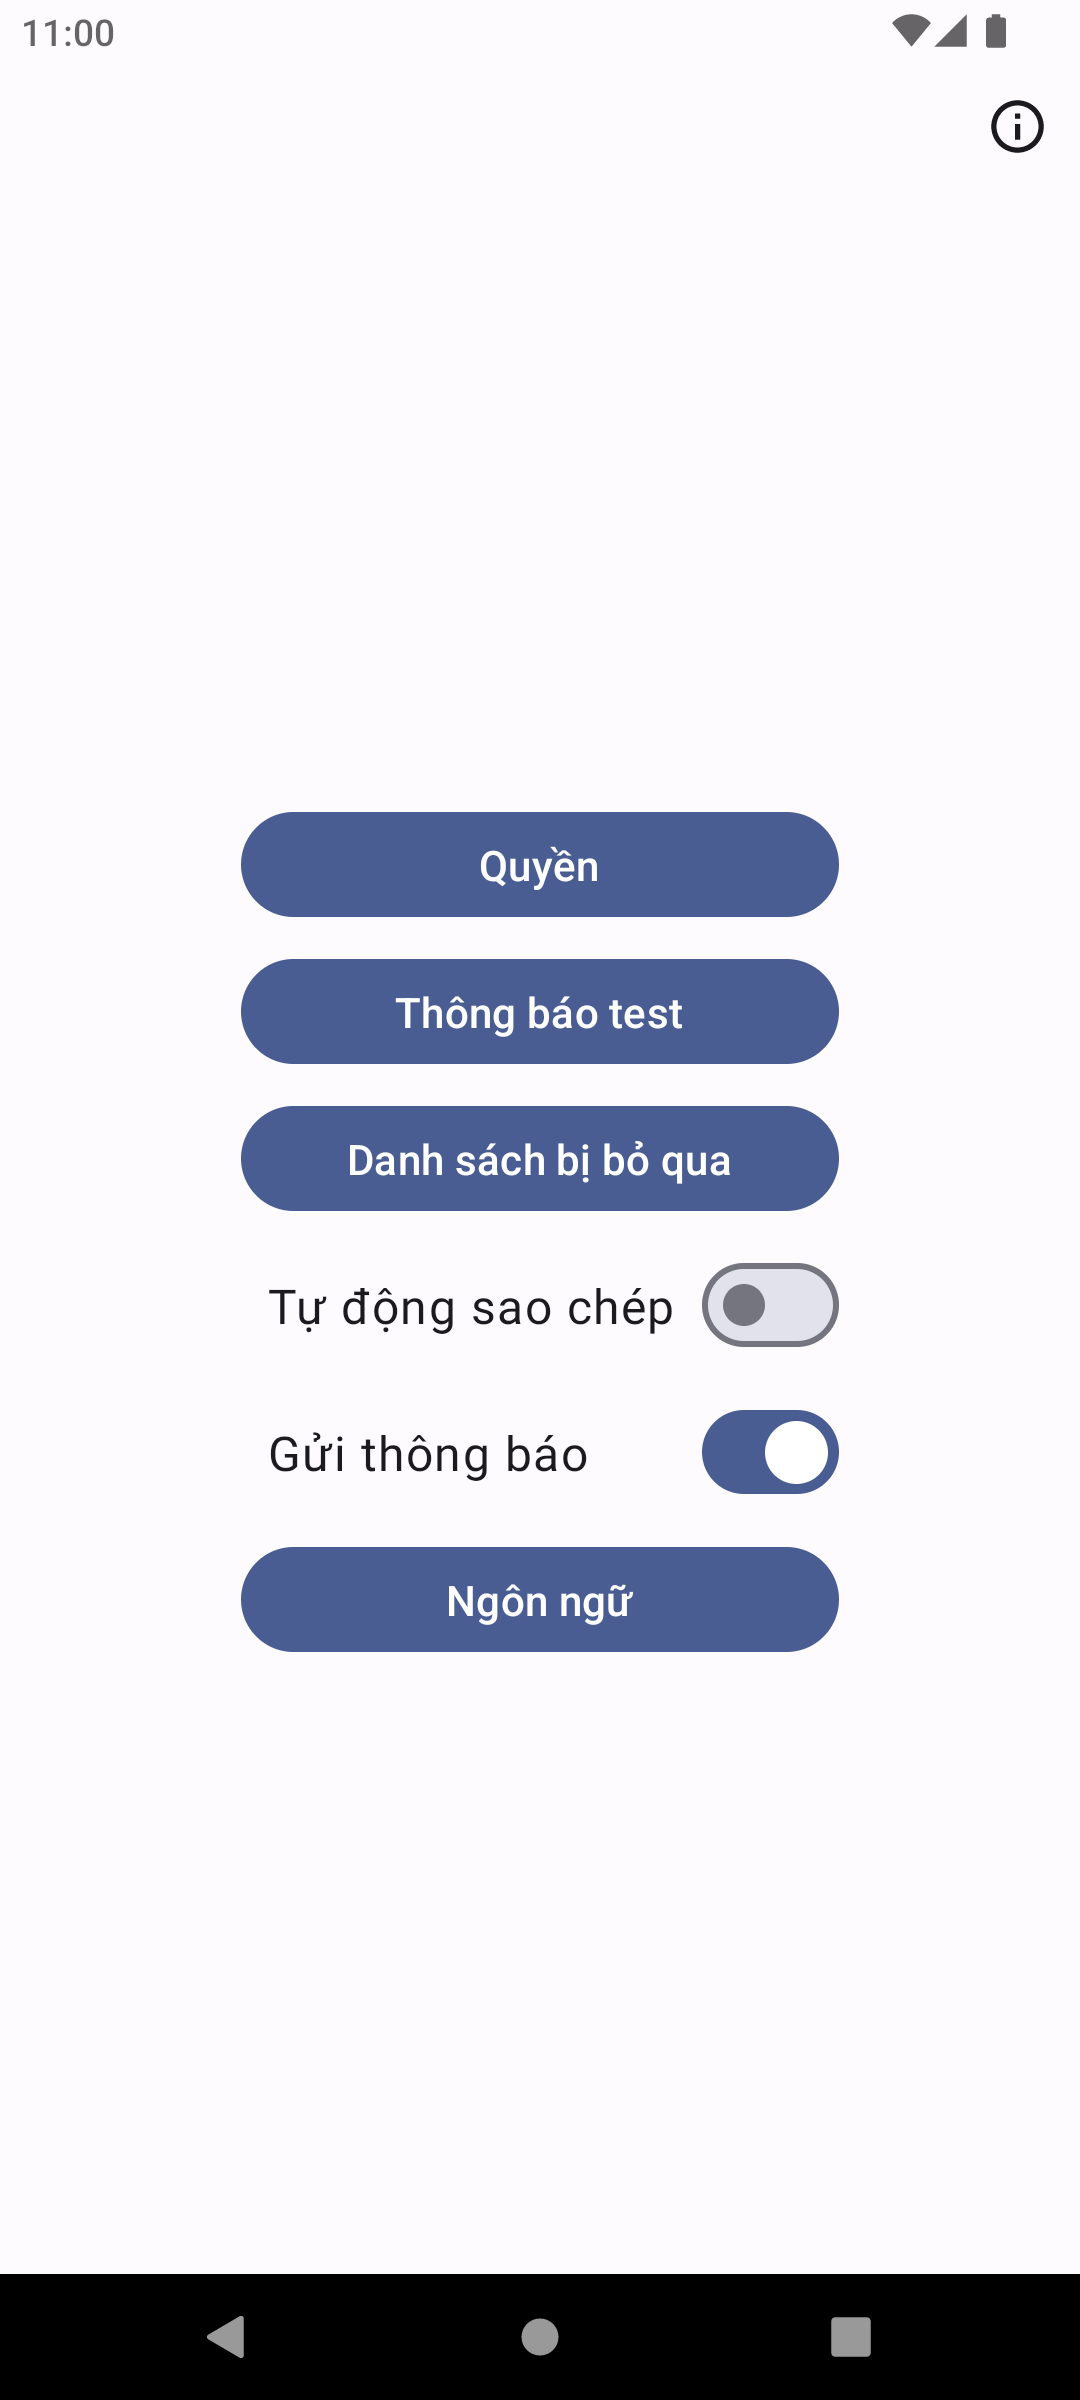 11:00
Quyền
Thông báo test
Danh sách bị bỏ qua
Tự động sao chép
Gửi thông báo
Ngôn ngữ